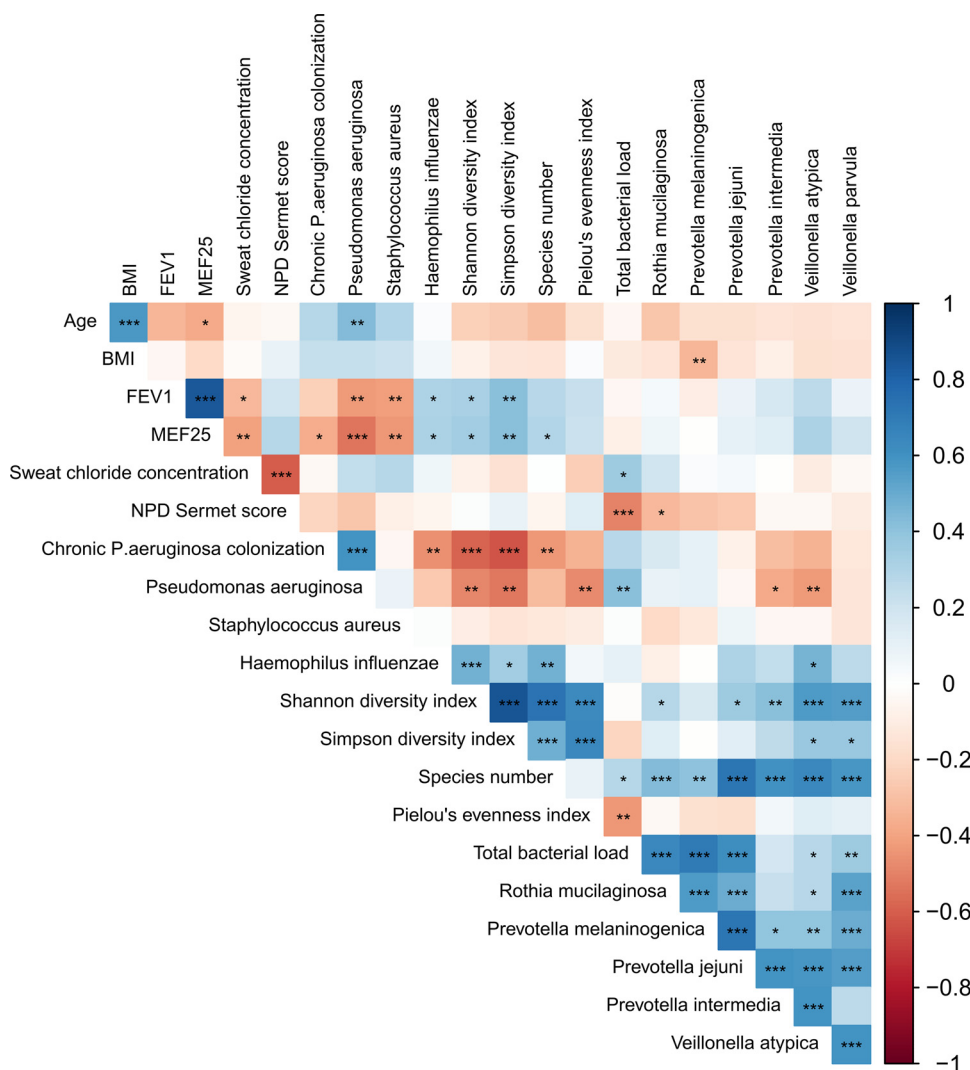 BMI
FEV1
MEF25
Sweat chloride concentration
NPD Sermet score
Chronic P.aeruginosa colonization
Pseudomonas aeruginosa
Staphylococcus aureus
Haemophilus influenzae
Shannon diversity index
Simpson diversity index
Species number
Pielou's evenness index
Total bacterial load
Rothia mucilaginosa
Prevotella melaninogenica
Prevotella jejuni
Prevotella intermedia
Veillonella atypica
Veillonella parvula
Age *** * **
BMI **
FEV1 *** * ** ** * * **
MEF25 ** * *** ** * * ** *
Sweat chloride concentration *** *
NPD Sermet score *** *
Chronic P.aeruginosa colonization *** ** *** *** **
Pseudomonas aeruginosa ** ** ** ** * **
Staphylococcus aureus
Haemophilus influenzae *** * ** *
Shannon diversity index *** *** *** * * ** *** ***
Simpson diversity index *** *** * *
Species number * ** ** *** *** *** ***
Pielou's evenness index **
Total bacterial load *** *** *** * **
Rothia mucilaginosa *** *** * ***
Prevotella melaninogenica *** * ** ***
Prevotella jejuni *** *** ***
Prevotella intermedia ***
Veillonella atypica ***
1
0.8
0.6
0.4
0.2
0
−0.2
−0.4
−0.6
−0.8
−1